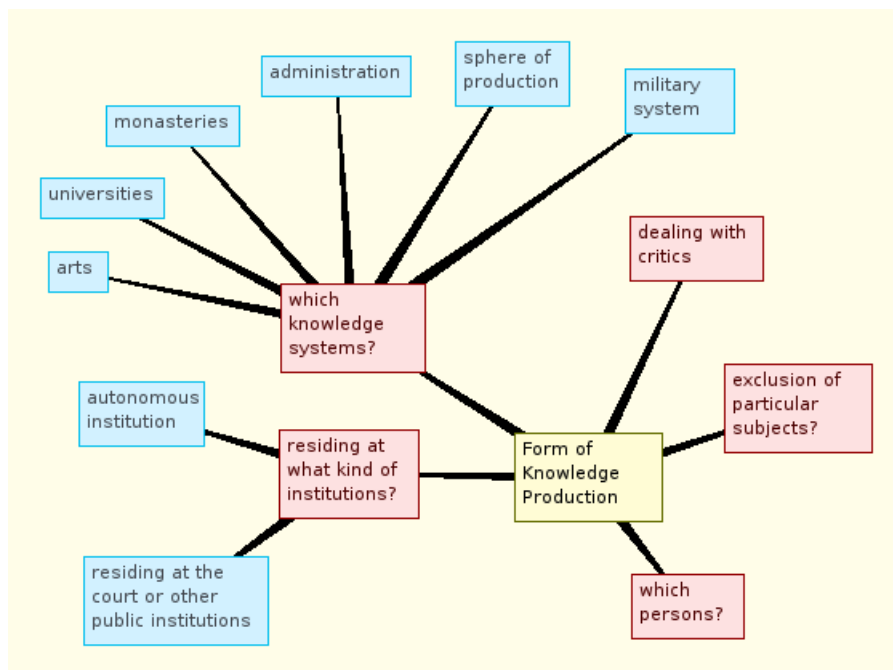 administration
sphere of
production
military
system
monasteries
universities
arts
dealing with
critics
which
knowledge
systems?
exclusion of
particular
subjects?
autonomous
institution
residing at
what kind of
institutions?
Form of
Knowledge
Production
residing at the
court or other
public institutions
which
persons?